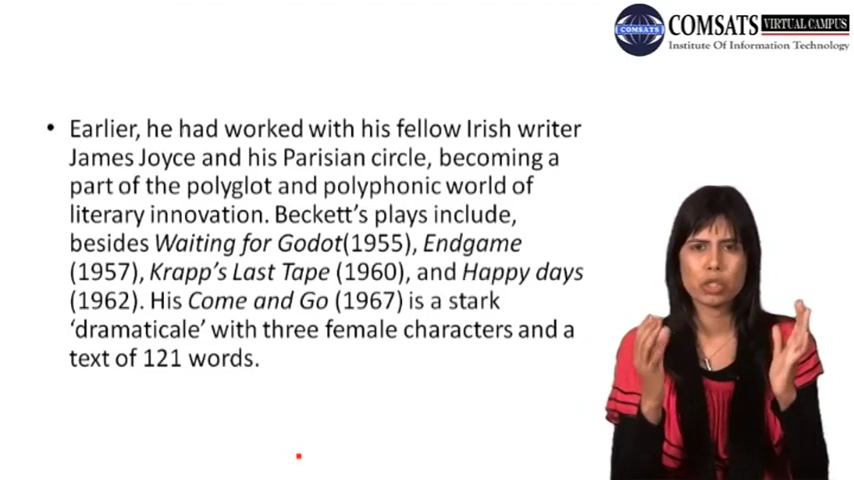 COMSATS
COMSATS VIRTUAL CAMPUS
Institute Of Information Technology
• Earlier, he had worked with his fellow Irish writer
James Joyce and his Parisian circle, becoming a
part of the polyglot and polyphonic world of
literary innovation. Beckett's plays include,
besides Waiting for Godot(1955), Endgame
(1957), Krapp's Last Tape (1960), and Happy days
(1962). His Come and Go (1967) is a stark
'dramaticale' with three female characters and a
text of 121 words.